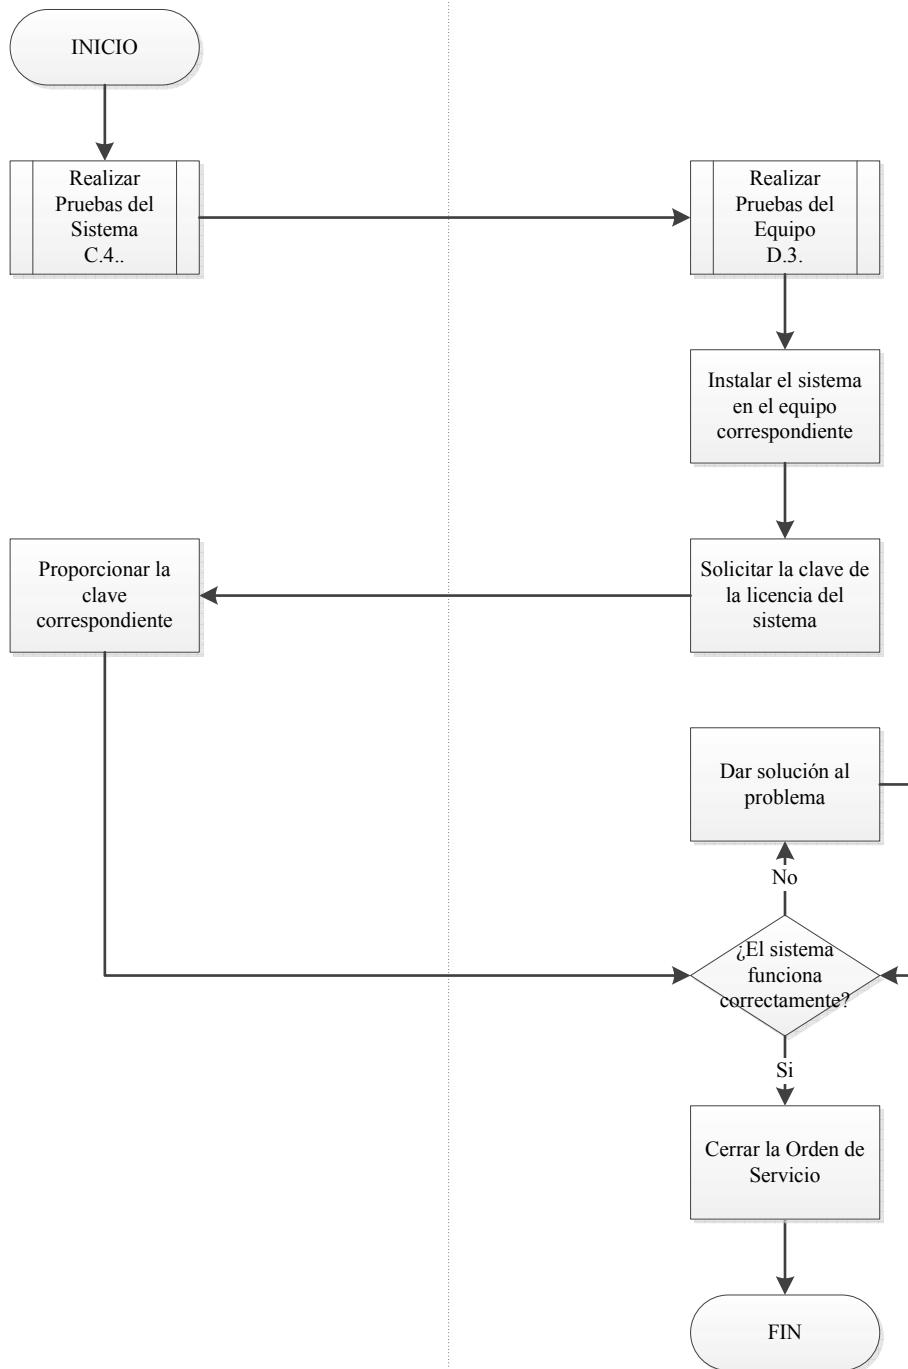 INICIO
Realizar
Pruebas del
Sistema
C.4..
Realizar
Pruebas del
Equipo
D.3.
Instalar el sistema
en el equipo
correspondiente
Proporcionar la
clave
correspondiente
Solicitar la clave de
la licencia del
sistema
Dar solución al
problema
No
¿El sistema
funciona
correctamente?
Si
Cerrar la Orden de
Servicio
FIN